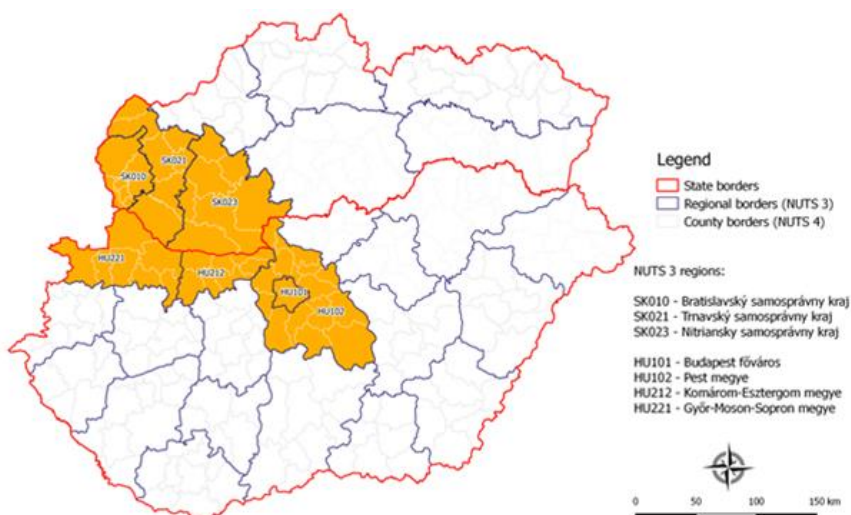 SK021
SK010
SK023
HU221
HU212
HU101
HU102
Legend
State borders
Regional borders (NUTS 3)
County borders (NUTS 4)
NUTS 3 regions:
SK010 - Bratislavský samosprávny kraj
SK021 - Trnavský samosprávny kraj
SK023 - Nitriansky samosprávny kraj
HU101 - Budapest főváros
HU102 - Pest megye
HU212 - Komárom-Esztergom megye
HU221 - Győr-Moson-Sopron megye
0 50 100 150 km